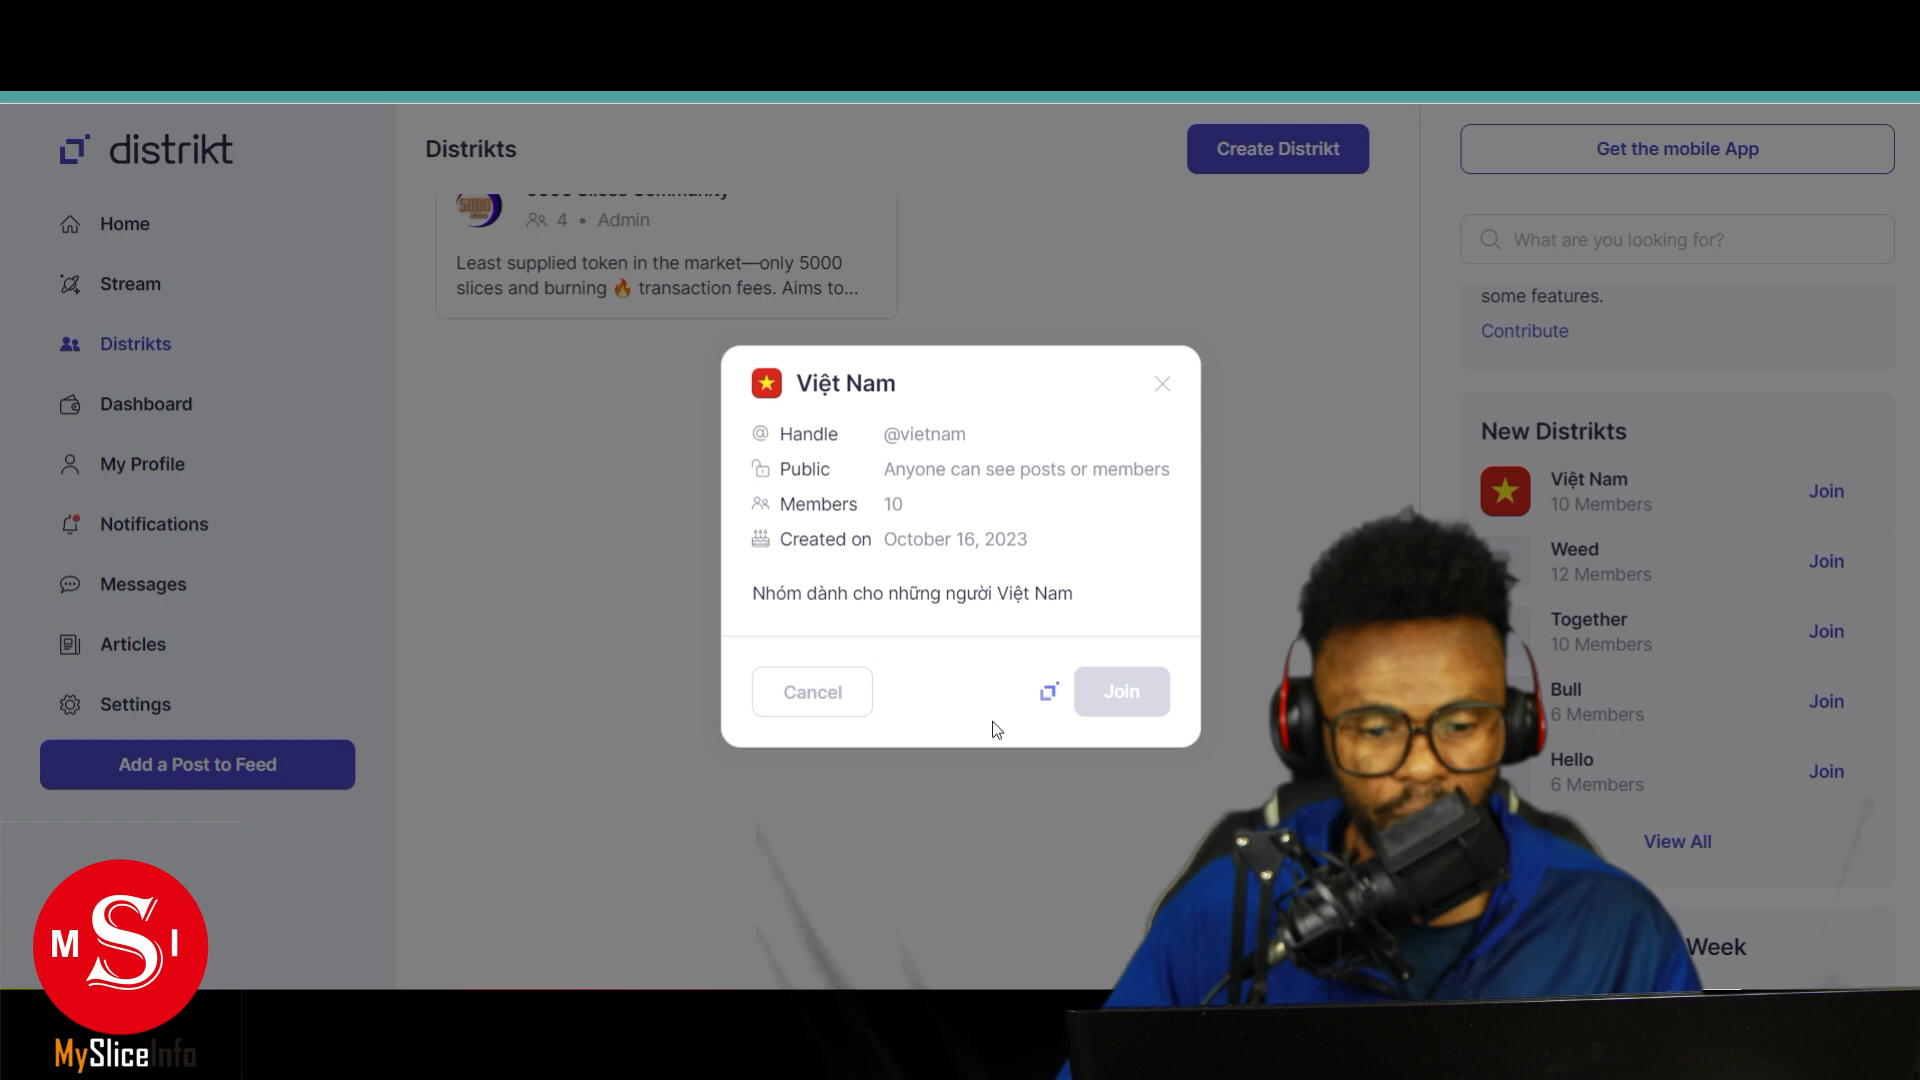 distrikt
Home
Stream
Distrikts
Dashboard
My Profile
Notifications
Messages
Articles
Settings
Add a Post to Feed
Distrikts
Create Distrikt
5000 Slices Community
4 • Admin
Least supplied token in the market—only 5000
slices and burning 🔥 transaction fees. Aims to...
Việt Nam
Handle @vietnam
Public Anyone can see posts or members
Members 10
Created on October 16, 2023
Nhóm dành cho những người Việt Nam
Cancel
Join
Get the mobile App
What are you looking for?
some features.
Contribute
New Distrikts
Việt Nam
10 Members
Join
Weed
12 Members
Join
Together
10 Members
Join
Bull
6 Members
Join
Hello
6 Members
Join
View All
Week
M S I
MySliceInfo